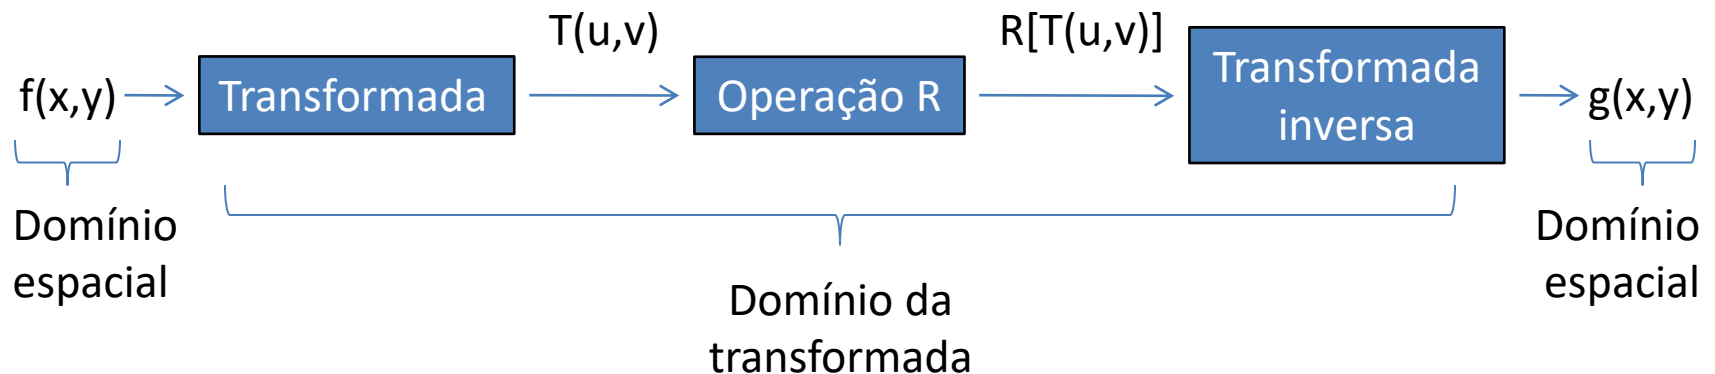 T(u,v)
R[T(u,v)]
f(x,y)
Transformada
Operação R
Transformada
inversa
g(x,y)
Domínio
espacial
Domínio da
transformada
Domínio
espacial